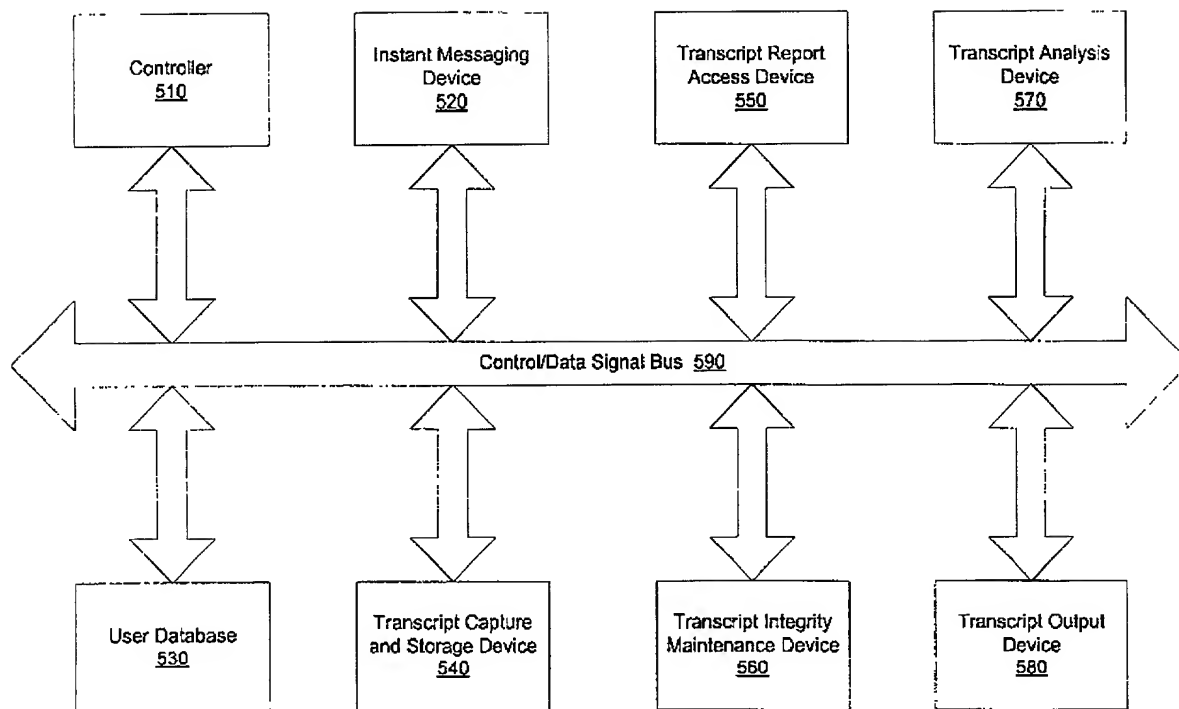 Controller
510
Instant Messaging
Device
520
Transcript Report
Access Device
550
Transcript Analysis
Device
570
Control/Data Signal Bus 590
User Database
530
Transcript Capture
and Storage Device
540
Transcript Integrity
Maintenance Device
560
Transcript Output
Device
580